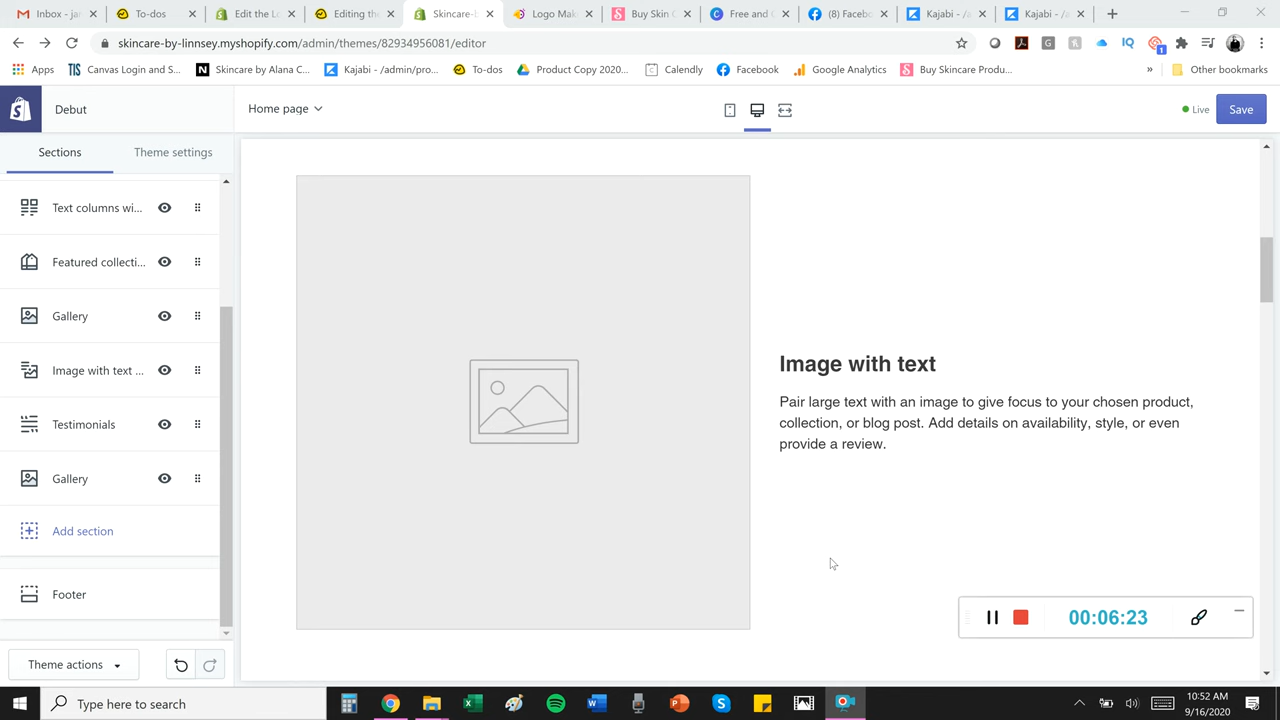 Inbox - jar
To-dos
Edit the L
Editing the
Skincare-b
Logo Mak
Buy Skin C
Free and C
(8) Facebo
Kajabi - /a
Kajabi - /a
skincare-by-linnsey.myshopify.com/admin/themes/82934956081/editor
Apps
Canvas Login and S...
Skincare by Alana C...
Kajabi - /admin/pro...
To-dos
Product Copy 2020...
Calendly
Facebook
Google Analytics
Buy Skincare Produ...
»
Other bookmarks
Debut
Home page
Live
Save
Sections
Theme settings
Text columns wi...
Featured collecti...
Gallery
Image with text ...
Testimonials
Gallery
Add section
Footer
Theme actions
Image with text
Pair large text with an image to give focus to your chosen product,
collection, or blog post. Add details on availability, style, or even
provide a review.
00:06:23
Type here to search
10:52 AM
9/16/2020